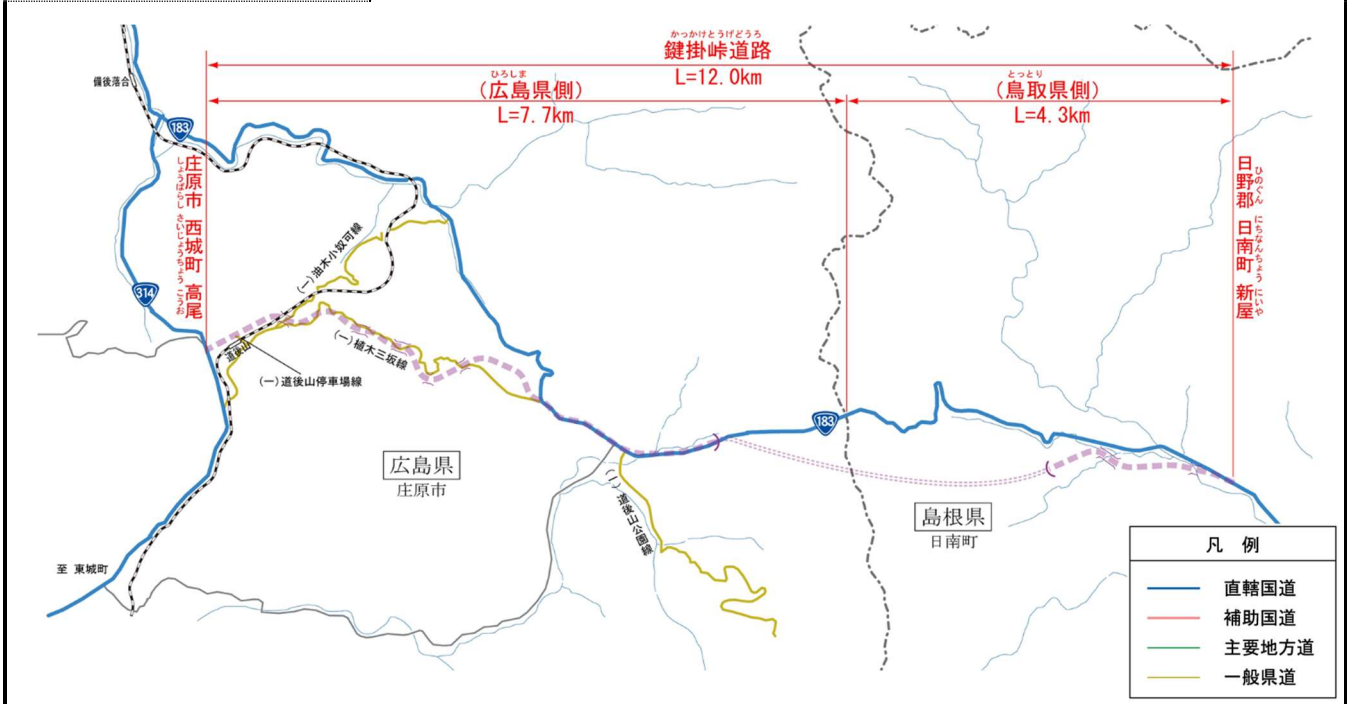 かっかけとうげどうろ
鍵掛峠道路
L=12.0km
ひろしま
(広島県側)
L=7.7km
とっとり
(鳥取県側)
L=4.3km
備後落合
183
庄原市 西城町 高尾
しょうばらし さいじょうちょう こうお
日野郡 日南町 新屋
ひのぐん にちなんちょう にいや
314
(一)油木小奴可線
道後山
(一)植木三坂線
(一)道後山停車場線
183
広島県
庄原市
(一)道後山公園線
島根県
日南町
至 東城町
凡 例
直轄国道
補助国道
主要地方道
一般県道